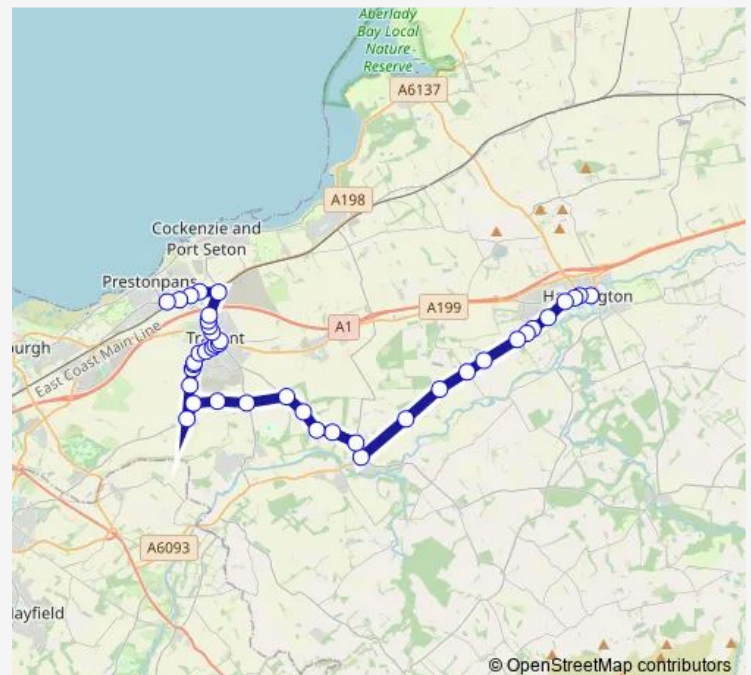 Aberlady
Bay Local
Nature
Reserve
A6137
A198
Cockenzie and
Port Seton
Prestonpans
A199
A1
East Coast Main Line
urgh
A6093
ayfield
© OpenStreetMap contributors